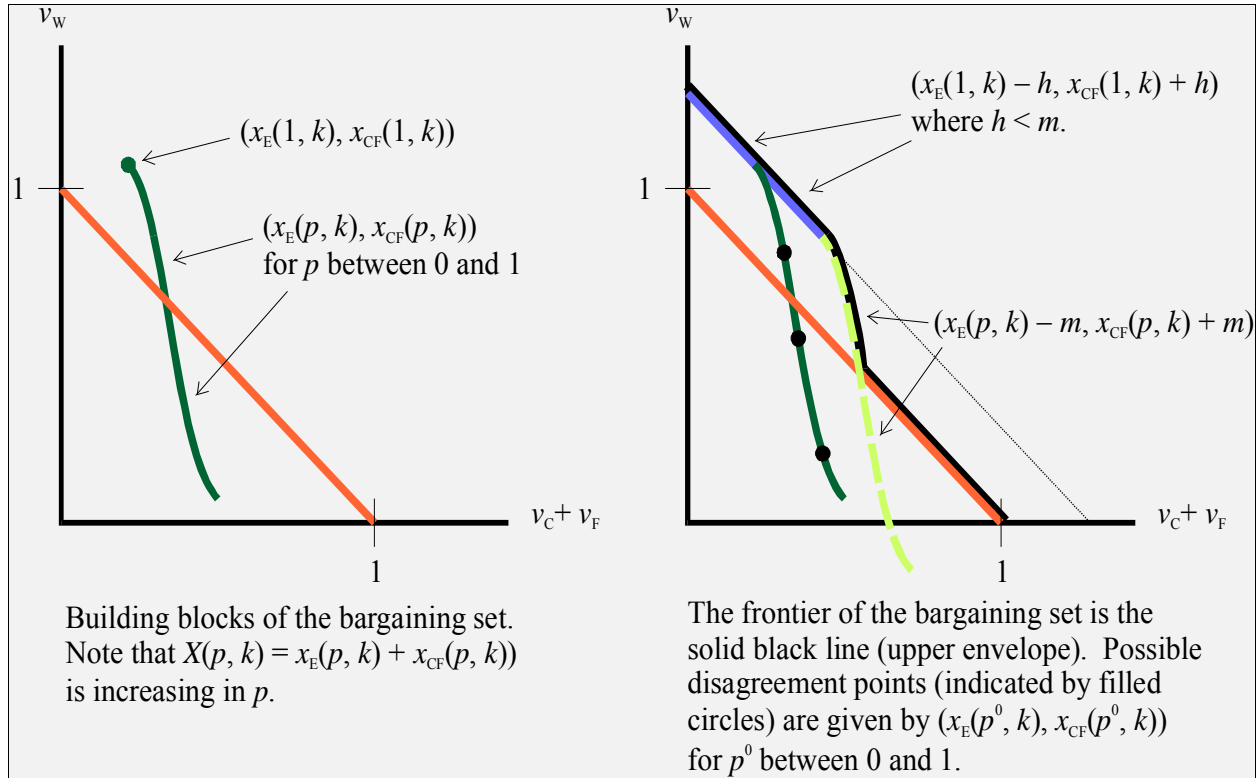 v_W
(x_E(1, k), x_CF(1, k))
1
(x_E(p, k), x_CF(p, k))
for p between 0 and 1
v_C + v_F
1
Building blocks of the bargaining set.
Note that X(p, k) = x_E(p, k) + x_CF(p, k))
is increasing in p.
v_W
(x_E(1, k) – h, x_CF(1, k) + h)
where h < m.
1
(x_E(p, k) – m, x_CF(p, k) + m)
v_C + v_F
1
The frontier of the bargaining set is the
solid black line (upper envelope). Possible
disagreement points (indicated by filled
circles) are given by (x_E(p⁰, k), x_CF(p⁰, k))
for p⁰ between 0 and 1.